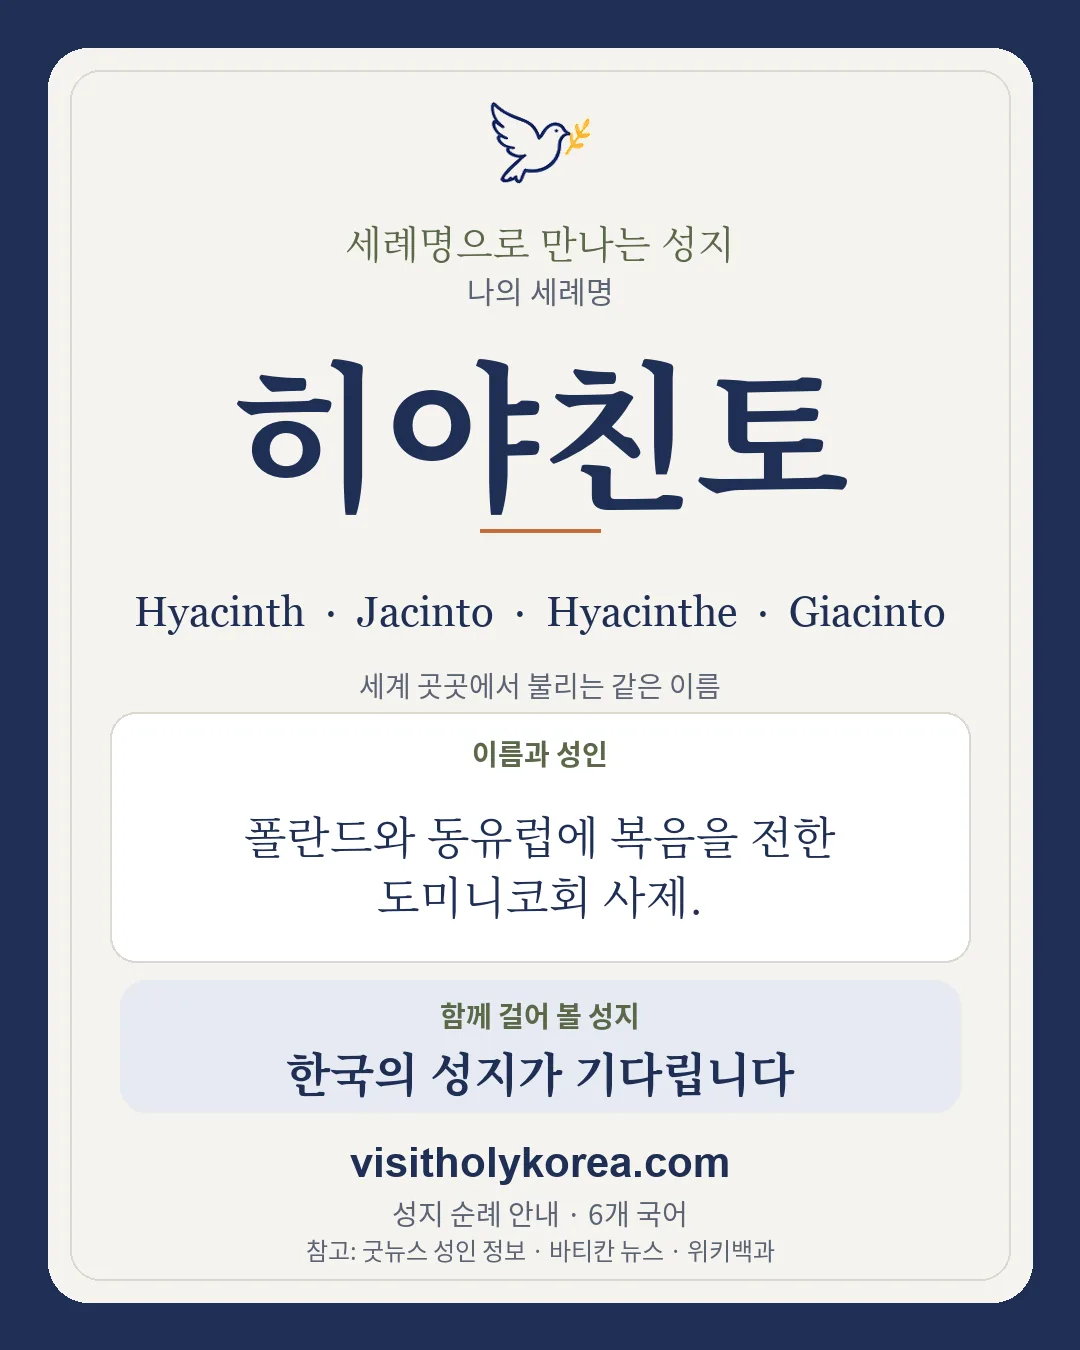 세례명으로 만나는 성지
나의 세례명
히야친토
Hyacinth · Jacinto · Hyacinthe · Giacinto
세계 곳곳에서 불리는 같은 이름
이름과 성인
폴란드와 동유럽에 복음을 전한
도미니코회 사제.
함께 걸어 볼 성지
한국의 성지가 기다립니다
visitholykorea.com
성지 순례 안내 · 6개 국어
참고: 굿뉴스 성인 정보 · 바티칸 뉴스 · 위키백과